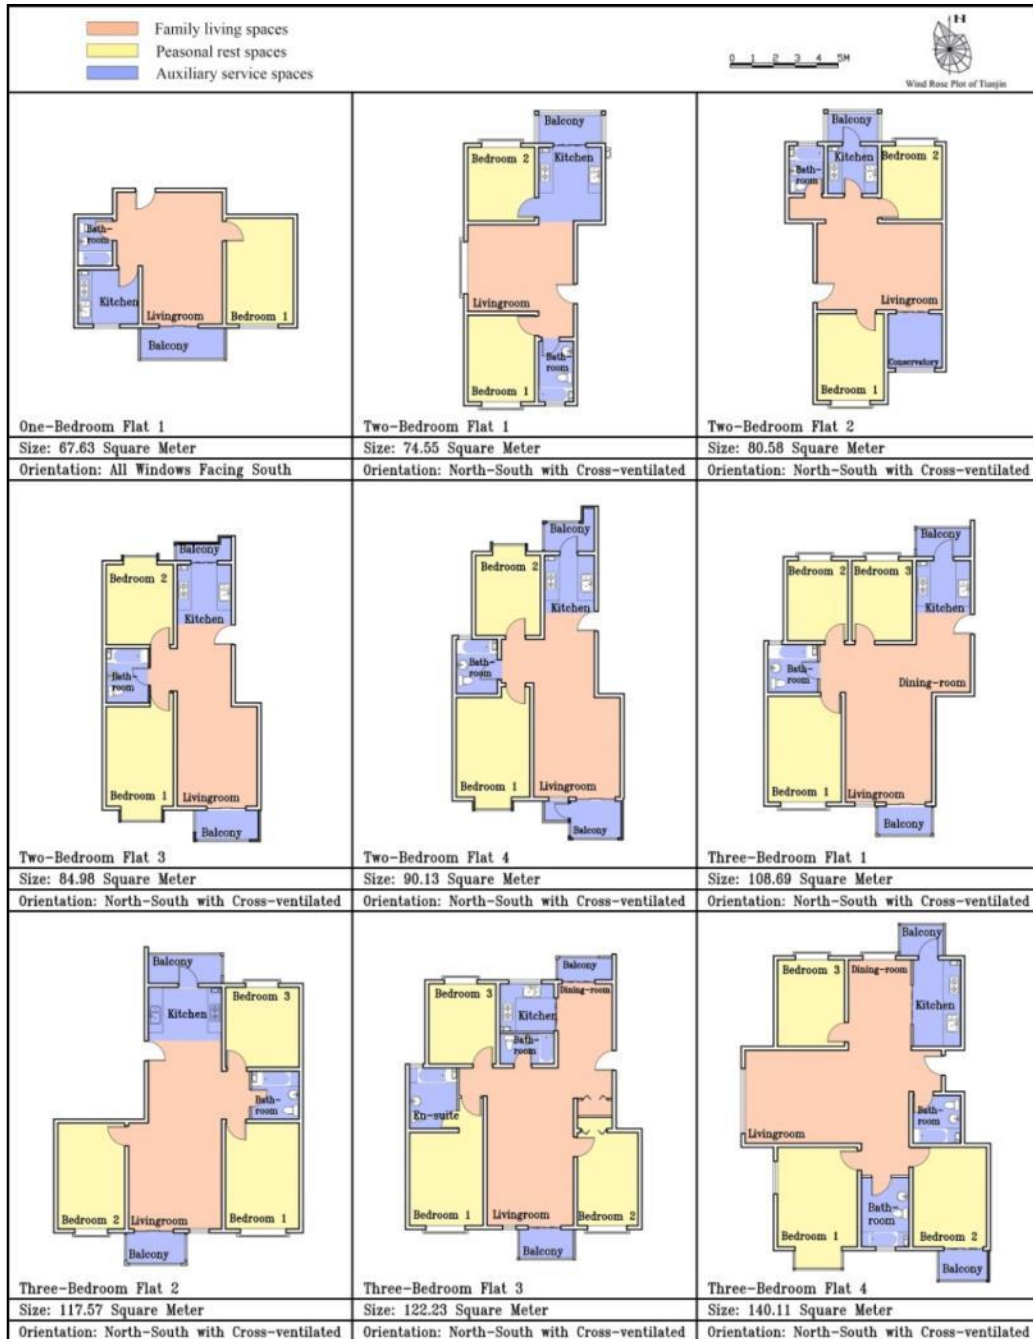 Family living spaces
Peasonal rest spaces
Auxiliary service spaces
0 1 2 3 4 5M
N
Wind Rose Plot of Tianjin
Bath-
room
Kitchen
Livingroom
Bedroom 1
Balcony
One-Bedroom Flat 1
Size: 67.63 Square Meter
Orientation: All Windows Facing South
Balcony
Bedroom 2
Kitchen
Livingroom
Bath-
room
Bedroom 1
Two-Bedroom Flat 1
Size: 74.55 Square Meter
Orientation: North-South with Cross-ventilated
Balcony
Bath-
room
Kitchen
Bedroom 2
Livingroom
Conservatory
Bedroom 1
Two-Bedroom Flat 2
Size: 80.58 Square Meter
Orientation: North-South with Cross-ventilated
Balcony
Bedroom 2
Kitchen
Bath-
room
Bedroom 1
Livingroom
Balcony
Two-Bedroom Flat 3
Size: 84.98 Square Meter
Orientation: North-South with Cross-ventilated
Balcony
Bedroom 2
Kitchen
Bath-
room
Bedroom 1
Livingroom
Balcony
Two-Bedroom Flat 4
Size: 90.13 Square Meter
Orientation: North-South with Cross-ventilated
Balcony
Bedroom 2
Bedroom 3
Kitchen
Bath-
room
Dining-room
Bedroom 1
Livingroom
Balcony
Three-Bedroom Flat 1
Size: 108.69 Square Meter
Orientation: North-South with Cross-ventilated
Balcony
Bedroom 3
Kitchen
Bath-
room
Bedroom 2
Livingroom
Bedroom 1
Balcony
Three-Bedroom Flat 2
Size: 117.57 Square Meter
Orientation: North-South with Cross-ventilated
Balcony
Bedroom 3
Dining-room
Kitchen
Bath-
room
En-suite
Bedroom 1
Livingroom
Bedroom 2
Balcony
Three-Bedroom Flat 3
Size: 122.23 Square Meter
Orientation: North-South with Cross-ventilated
Balcony
Bedroom 3
Dining-room
Kitchen
Bath-
room
Livingroom
Bath-
room
Bedroom 1
Bedroom 2
Balcony
Three-Bedroom Flat 4
Size: 140.11 Square Meter
Orientation: North-South with Cross-ventilated